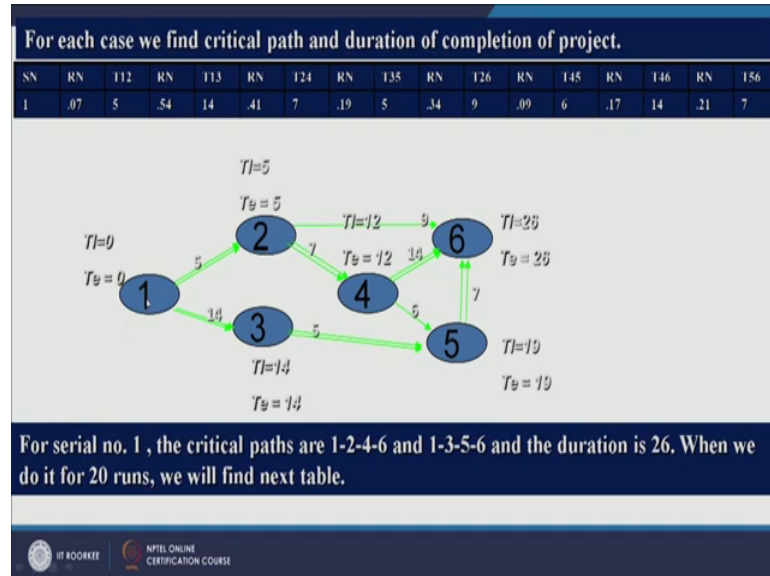 For each case we find critical path and duration of completion of project.
SN RN T12 RN T13 RN T24 RN T35 RN T26 RN T45 RN T46 RN T56
1 .07 5 .54 14 .41 7 .19 5 .34 9 .09 6 .17 14 .21 7
Tl=5
Te = 5
Tl=12
9
Tl=26
Tl=0
2
6
Te = 12
14
Te = 26
Te = 0
5
7
1
4
14
3
5
6
7
5
Tl=19
Tl=14
Te = 19
Te = 14
For serial no. 1 , the critical paths are 1-2-4-6 and 1-3-5-6 and the duration is 26. When we
do it for 20 runs, we will find next table.
IIT ROORKEE
NPTEL ONLINE
CERTIFICATION COURSE